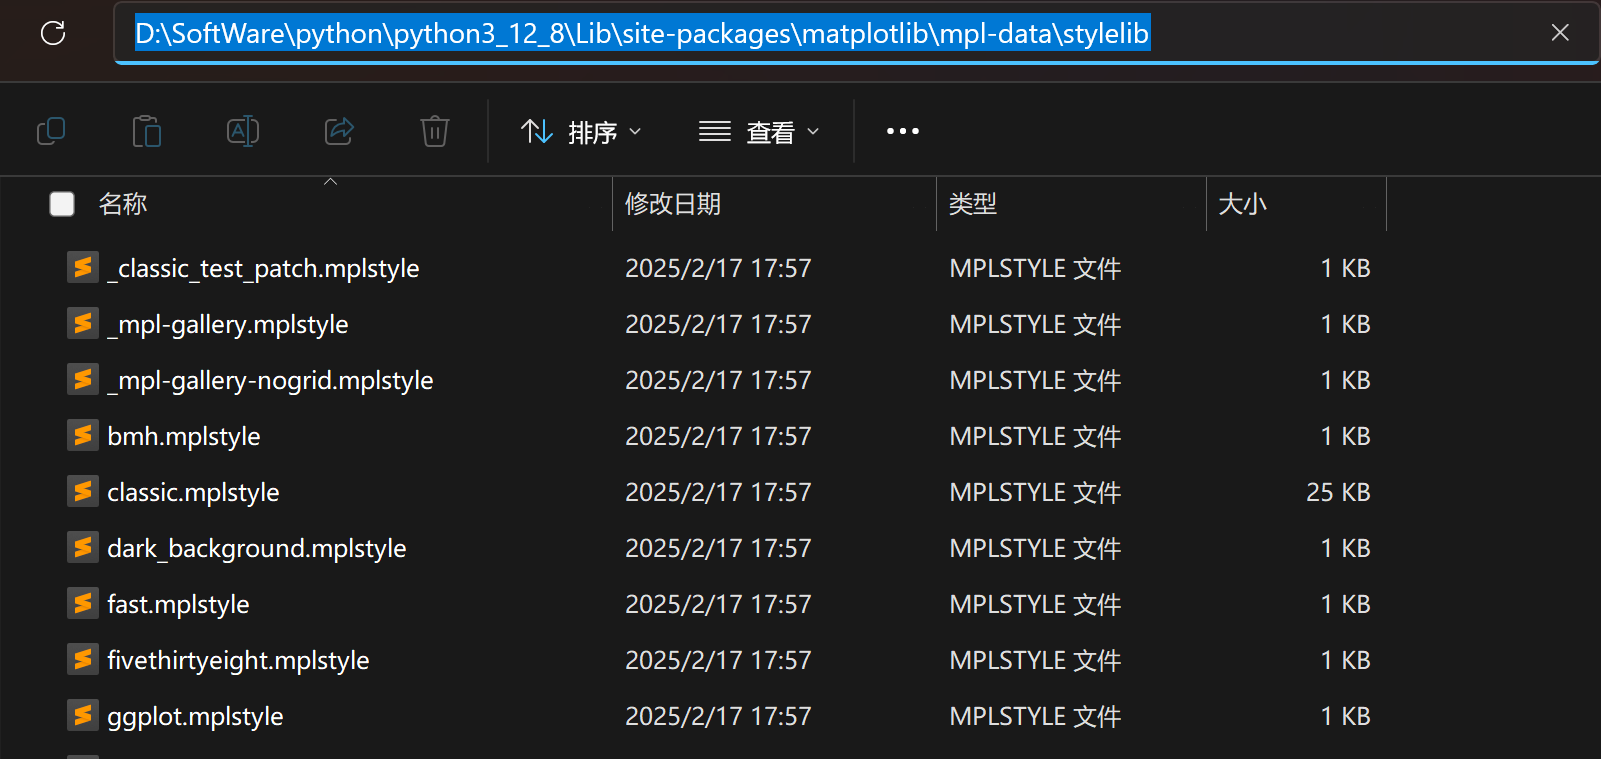 D:\SoftWare\python\python3_12_8\Lib\site-packages\matplotlib\mpl-data\stylelib
排序 查看
名称 修改日期 类型 大小
_classic_test_patch.mplstyle 2025/2/17 17:57 MPLSTYLE 文件 1 KB
_mpl-gallery.mplstyle 2025/2/17 17:57 MPLSTYLE 文件 1 KB
_mpl-gallery-nogrid.mplstyle 2025/2/17 17:57 MPLSTYLE 文件 1 KB
bmh.mplstyle 2025/2/17 17:57 MPLSTYLE 文件 1 KB
classic.mplstyle 2025/2/17 17:57 MPLSTYLE 文件 25 KB
dark_background.mplstyle 2025/2/17 17:57 MPLSTYLE 文件 1 KB
fast.mplstyle 2025/2/17 17:57 MPLSTYLE 文件 1 KB
fivethirtyeight.mplstyle 2025/2/17 17:57 MPLSTYLE 文件 1 KB
ggplot.mplstyle 2025/2/17 17:57 MPLSTYLE 文件 1 KB